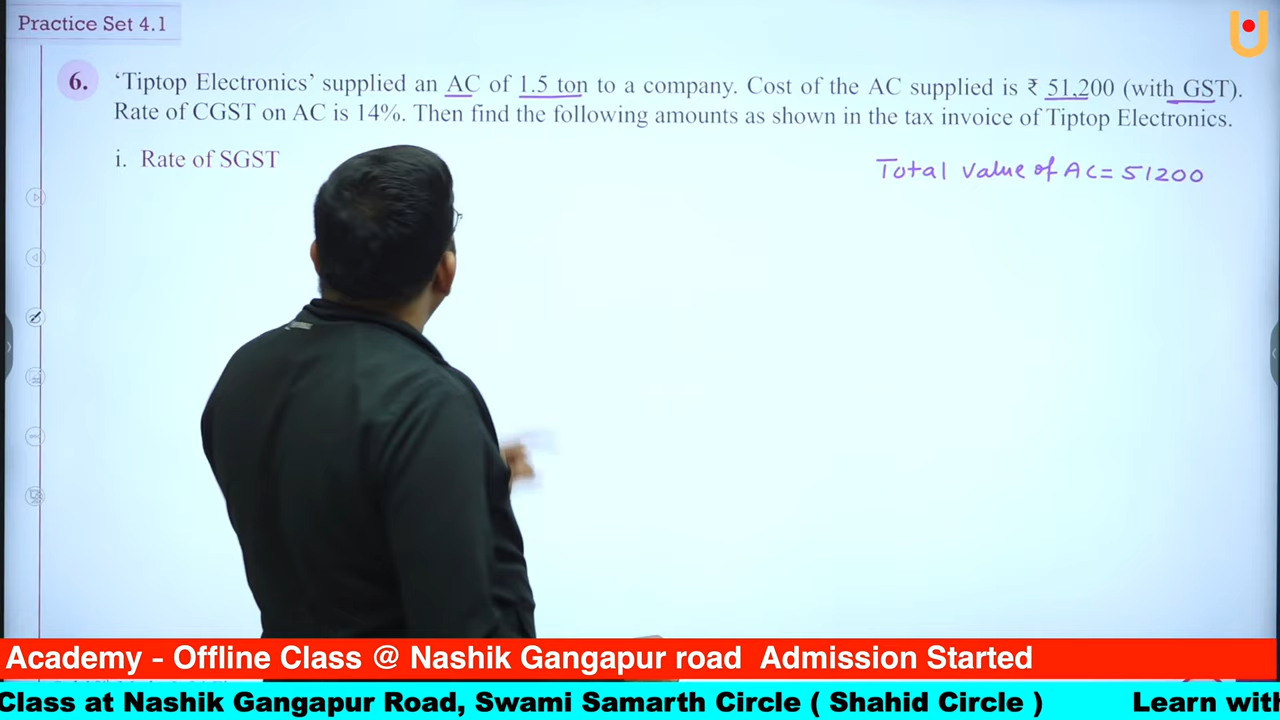 Practice Set 4.1
6. ‘Tiptop Electronics’ supplied an AC of 1.5 ton to a company. Cost of the AC supplied is ₹ 51,200 (with GST).
Rate of CGST on AC is 14%. Then find the following amounts as shown in the tax invoice of Tiptop Electronics.
i. Rate of SGST
Total value of AC = 51200
Academy - Offline Class @ Nashik Gangapur road Admission Started
Class at Nashik Gangapur Road, Swami Samarth Circle ( Shahid Circle ) Learn with